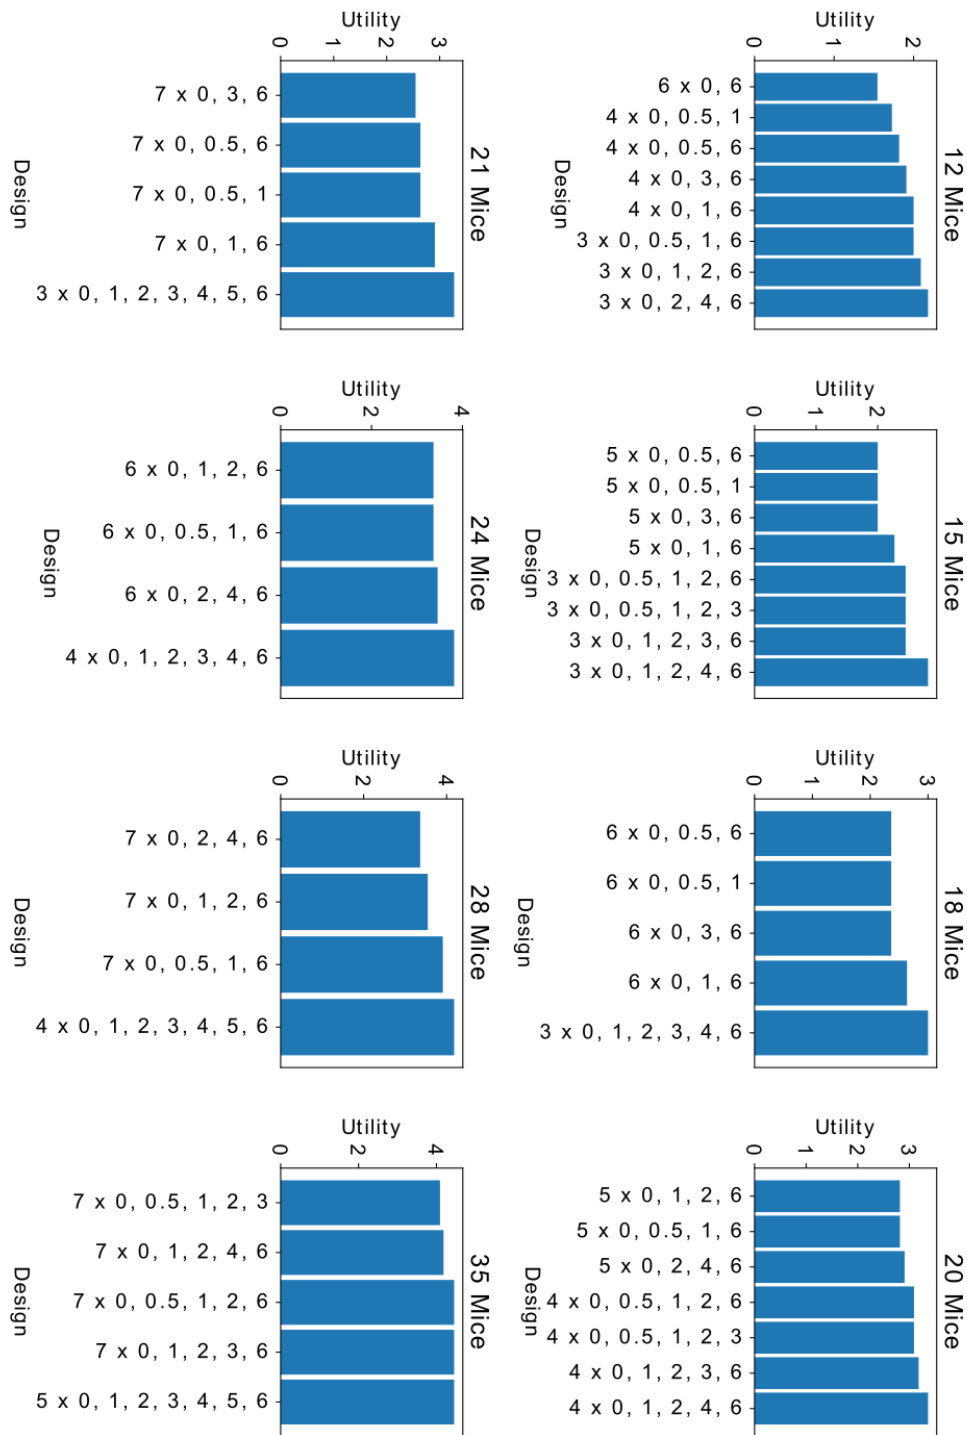 12 Mice
Utility
0
1
2
6 x 0, 6
4 x 0, 0.5, 1
4 x 0, 0.5, 6
4 x 0, 3, 6
4 x 0, 1, 6
3 x 0, 0.5, 1, 6
3 x 0, 1, 2, 6
3 x 0, 2, 4, 6
Design
15 Mice
Utility
0
1
2
5 x 0, 0.5, 6
5 x 0, 0.5, 1
5 x 0, 3, 6
5 x 0, 1, 6
3 x 0, 0.5, 1, 2, 6
3 x 0, 0.5, 1, 2, 3
3 x 0, 1, 2, 3, 6
3 x 0, 1, 2, 4, 6
Design
18 Mice
Utility
0
1
2
3
6 x 0, 0.5, 6
6 x 0, 0.5, 1
6 x 0, 3, 6
6 x 0, 1, 6
3 x 0, 1, 2, 3, 4, 6
Design
20 Mice
Utility
0
1
2
3
5 x 0, 1, 2, 6
5 x 0, 0.5, 1, 6
5 x 0, 2, 4, 6
4 x 0, 0.5, 1, 2, 6
4 x 0, 0.5, 1, 2, 3
4 x 0, 1, 2, 3, 6
4 x 0, 1, 2, 4, 6
Design
21 Mice
Utility
0
1
2
3
7 x 0, 3, 6
7 x 0, 0.5, 6
7 x 0, 0.5, 1
7 x 0, 1, 6
3 x 0, 1, 2, 3, 4, 5, 6
Design
24 Mice
Utility
0
2
4
6 x 0, 1, 2, 6
6 x 0, 0.5, 1, 6
6 x 0, 2, 4, 6
4 x 0, 1, 2, 3, 4, 6
Design
28 Mice
Utility
0
2
4
7 x 0, 2, 4, 6
7 x 0, 1, 2, 6
7 x 0, 0.5, 1, 6
4 x 0, 1, 2, 3, 4, 5, 6
Design
35 Mice
Utility
0
2
4
7 x 0, 0.5, 1, 2, 3
7 x 0, 1, 2, 4, 6
7 x 0, 0.5, 1, 2, 6
7 x 0, 1, 2, 3, 6
5 x 0, 1, 2, 3, 4, 5, 6
Design